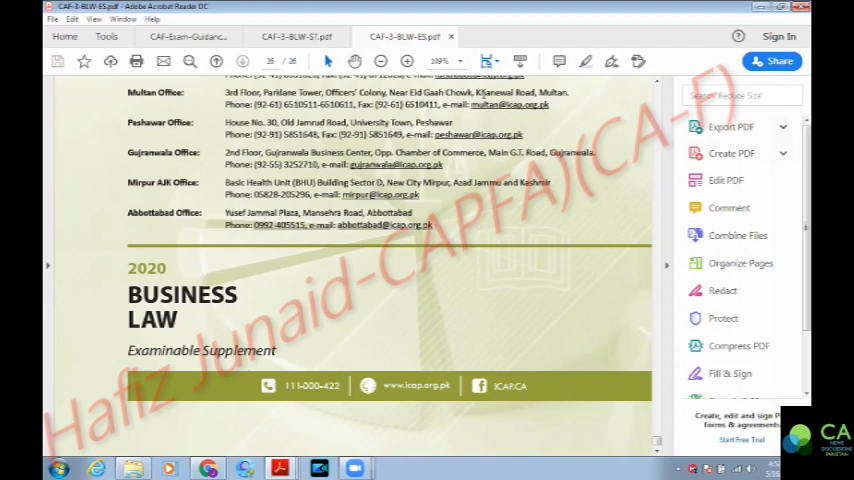 CAF-3-BLW-ES.pdf - Adobe Acrobat Reader DC
File Edit View Window Help
Home Tools CAF-Exam-Guidanc... CAF-3-BLW-ST.pdf CAF-3-BLW-ES.pdf × Sign In
26 / 26 109% Share
Multan Office: 3rd Floor, Parklane Tower, Officers' Colony, Near Eid Gaah Chowk, Khanewal Road, Multan.
Phone: (92-61) 6510511-6510611, Fax: (92-61) 6510411, e-mail: multan@icap.org.pk
Peshawar Office: House No. 30, Old Jamrud Road, University Town, Peshawar
Phone: (92-91) 5851648, Fax: (92-91) 5851649, e-mail: peshawar@icap.org.pk
Gujranwala Office: 2nd Floor, Gujranwala Business Center, Opp. Chamber of Commerce, Main G.T. Road, Gujranwala.
Phone: (92-55) 3252710, e-mail: gujranwala@icap.org.pk
Mirpur AJK Office: Basic Health Unit (BHU) Building Sector D, New City Mirpur, Azad Jammu and Kashmir
Phone: 05828-205296, e-mail: mirpur@icap.org.pk
Abbottabad Office: Yusef Jammal Plaza, Mansehra Road, Abbottabad
Phone: 0992-405515, e-mail: abbottabad@icap.org.pk
2020
BUSINESS
LAW
Examinable Supplement
111-000-422 www.icap.org.pk ICAP.CA
Hafiz Junaid-CAPFA)(CA-F)
Search 'Reduce Size'
Export PDF
Create PDF
Edit PDF
Comment
Combine Files
Organize Pages
Redact
Protect
Compress PDF
Fill & Sign
Create, edit and sign P
Forms & agreements
Start Free Trial
CA
NEWS
DISCUSSIONS
PAKISTAN